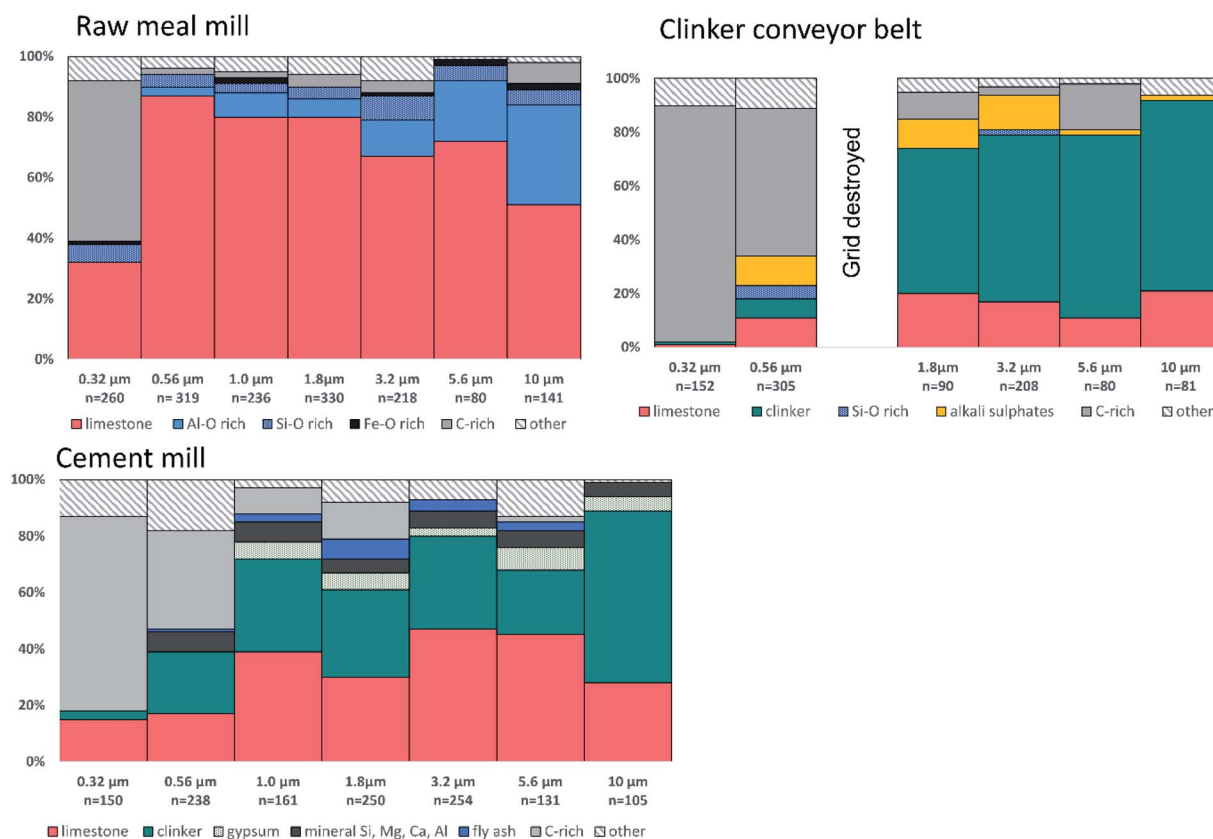 Raw meal mill
100%
80%
60%
40%
20%
0%
0.32 µm 0.56 µm 1.0 µm 1.8µm 3.2 µm 5.6 µm 10 µm
n=260 n= 319 n=236 n=330 n=218 n=80 n=141
limestone Al-O rich Si-O rich Fe-O rich C-rich other
Clinker conveyor belt
100%
80%
60%
40%
20%
0%
Grid destroyed
0.32 µm 0.56 µm 1.8 µm 3.2 µm 5.6 µm 10 µm
n=152 n=305 n=90 n=208 n=80 n=81
limestone clinker Si-O rich alkali sulphates C-rich other
Cement mill
100%
80%
60%
40%
20%
0%
0.32 µm 0.56 µm 1.0 µm 1.8µm 3.2 µm 5.6 µm 10 µm
n=150 n=238 n=161 n=250 n=254 n=131 n=105
limestone clinker gypsum mineral Si, Mg, Ca, Al fly ash C-rich other